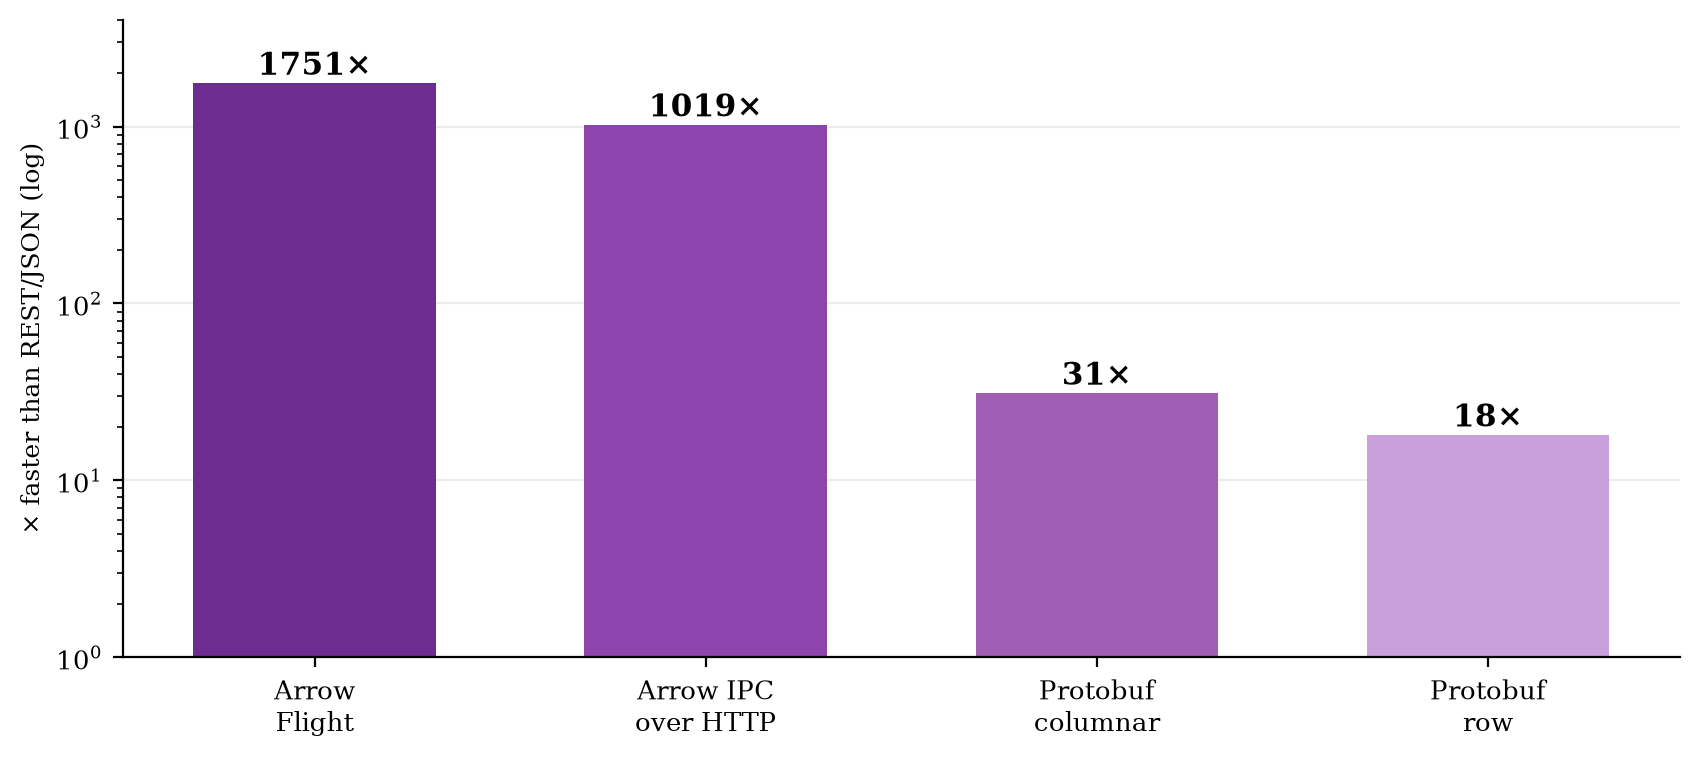 × faster than REST/JSON (log)
10³
10²
10¹
10⁰
1751×
1019×
31×
18×
Arrow
Flight
Arrow IPC
over HTTP
Protobuf
columnar
Protobuf
row